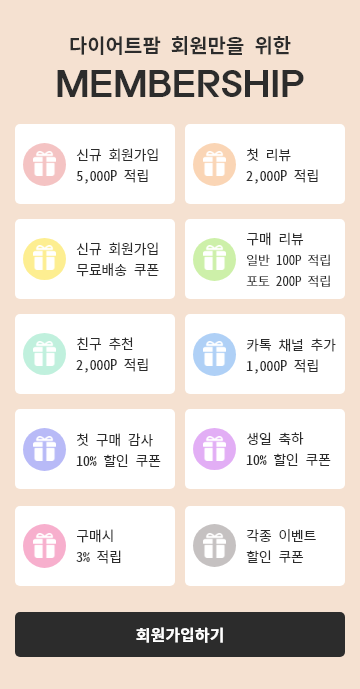 다이어트팜 회원만을 위한
MEMBERSHIP
신규 회원가입
5,000P 적립
첫 리뷰
2,000P 적립
신규 회원가입
무료배송 쿠폰
구매 리뷰
일반 100P 적립
포토 200P 적립
친구 추천
2,000P 적립
카톡 채널 추가
1,000P 적립
첫 구매 감사
10% 할인 쿠폰
생일 축하
10% 할인 쿠폰
구매시
3% 적립
각종 이벤트
할인 쿠폰
회원가입하기